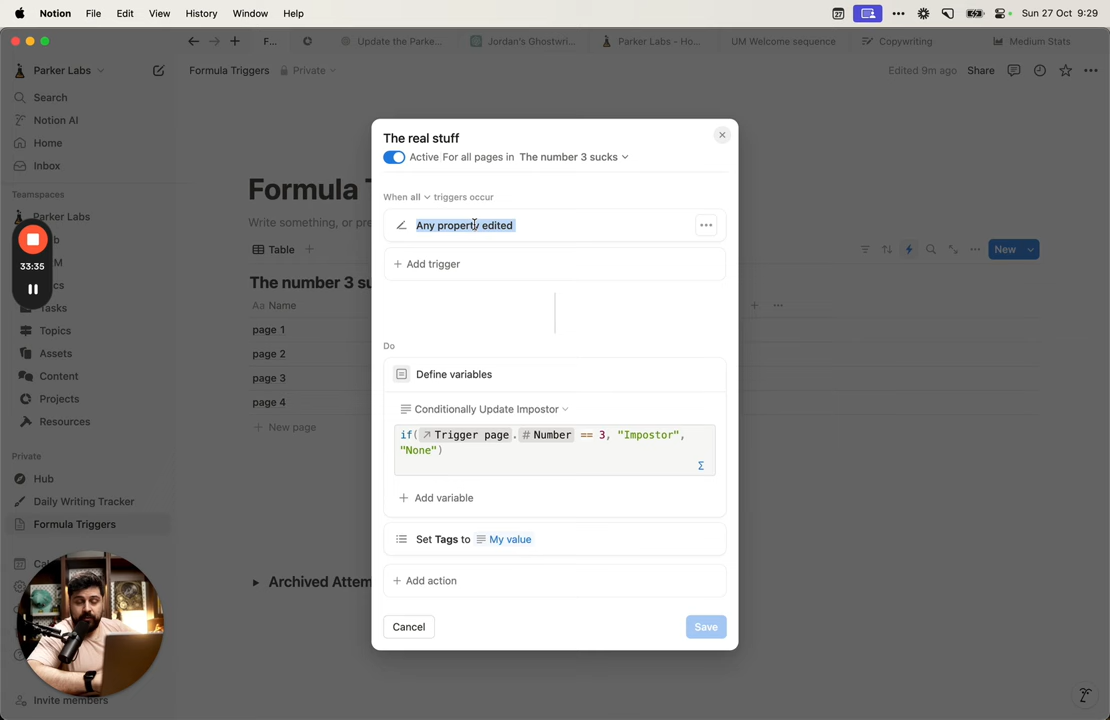 Notion File Edit View History Window Help
27 Sun 27 Oct 9:29
F... Update the Parke... Jordan's Ghostwri... Parker Labs - Ho... UM Welcome sequence Copywriting Medium Stats
Parker Labs
Formula Triggers Private
Edited 9m ago Share
Search
Notion AI
Home
Inbox
Teamspaces
Parker Labs
Tasks
Topics
Assets
Content
Projects
Resources
Private
Hub
Daily Writing Tracker
Formula Triggers
Invite members
33:35
Formula
Write something, or pre
Table
New
The number 3 su
Aa Name
page 1
page 2
page 3
page 4
New page
Archived Attem
The real stuff
Active For all pages in The number 3 sucks
When all triggers occur
Any property edited
Add trigger
Do
Define variables
Conditionally Update Impostor
if( Trigger page . # Number == 3, "Impostor",
"None")
Σ
Add variable
Set Tags to My value
Add action
Cancel
Save